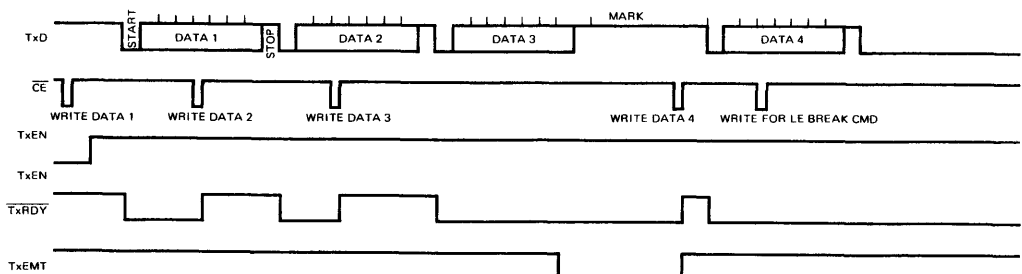 MARK
START
TxD
DATA 1
STOP
DATA 2
DATA 3
DATA 4
CE
WRITE DATA 1
WRITE DATA 2
WRITE DATA 3
WRITE DATA 4
WRITE FOR LE BREAK CMD
TxEN
TxEN
TxRDY
TxEMT